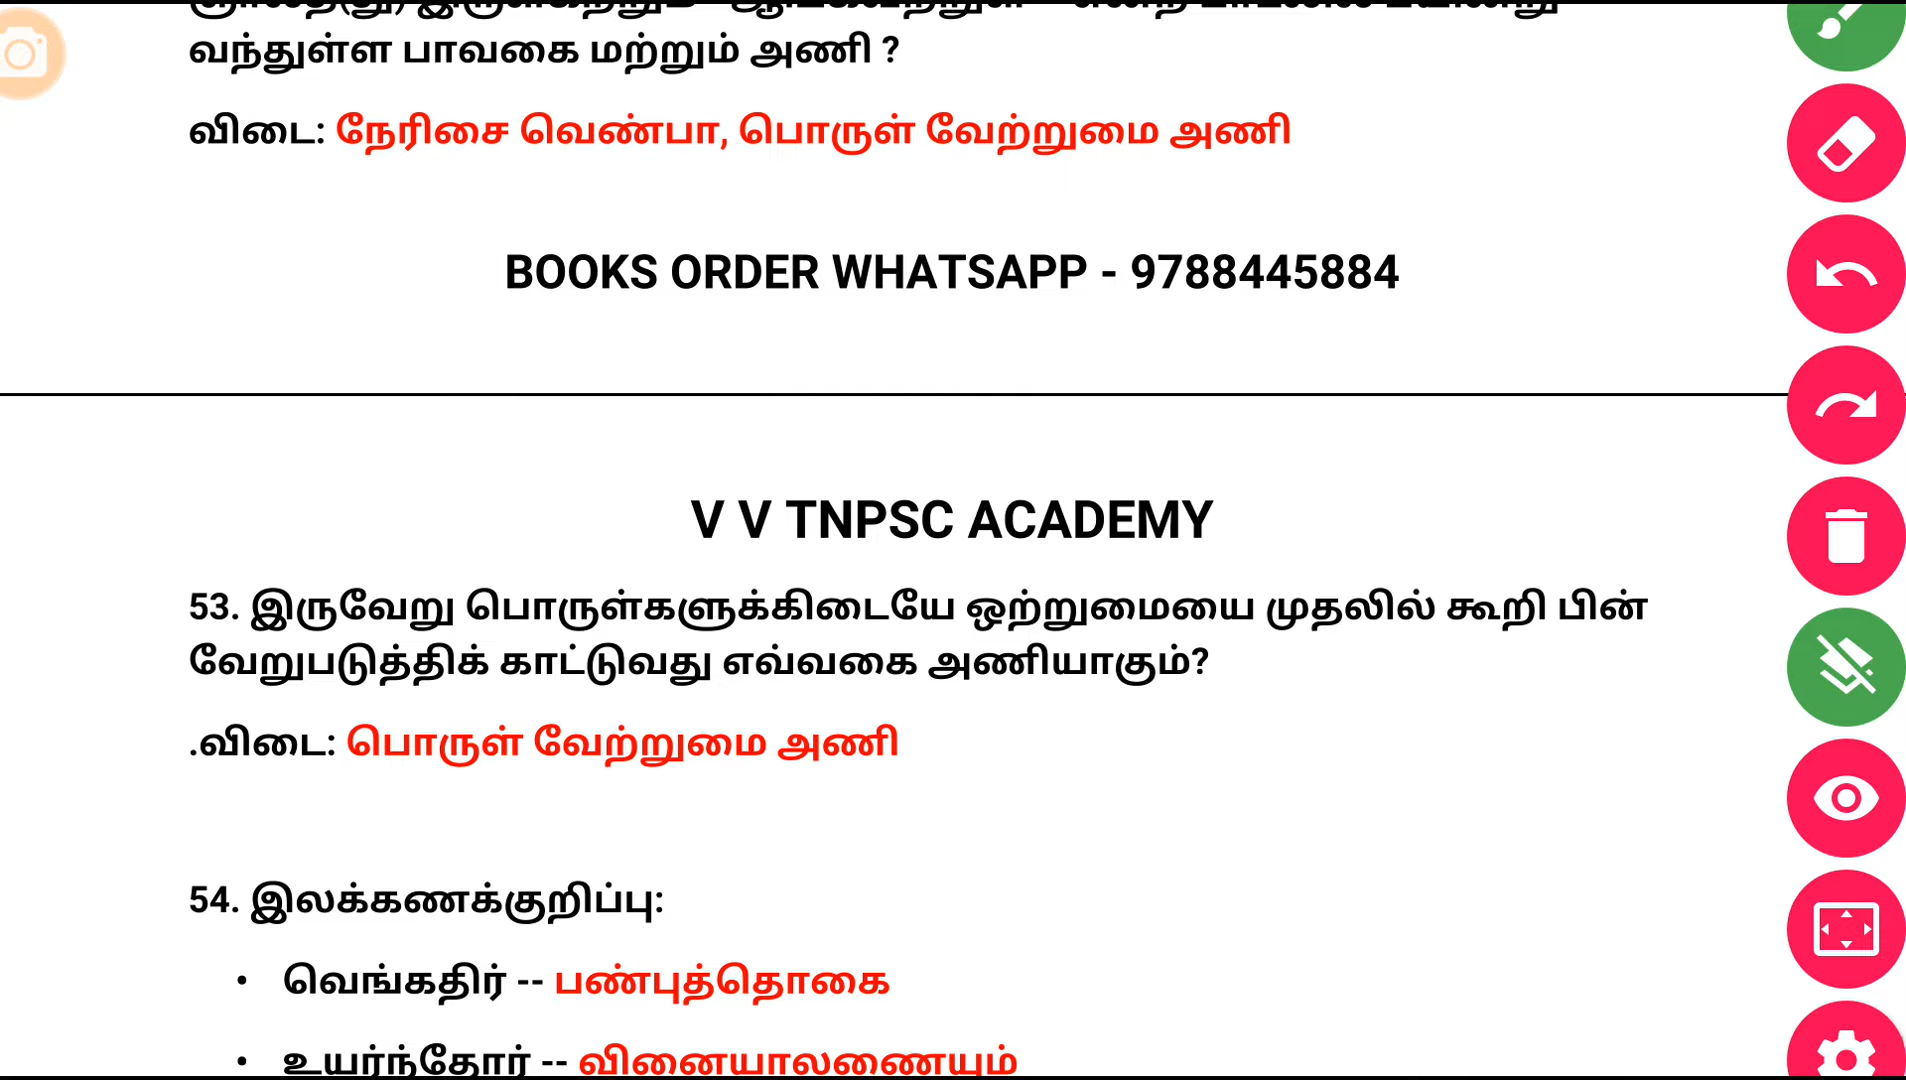 வந்துள்ள பாவகை மற்றும் அணி ?
விடை: நேரிசை வெண்பா, பொருள் வேற்றுமை அணி
BOOKS ORDER WHATSAPP - 9788445884
V V TNPSC ACADEMY
53. இருவேறு பொருள்களுக்கிடையே ஒற்றுமையை முதலில் கூறி பின்
வேறுபடுத்திக் காட்டுவது எவ்வகை அணியாகும்?
.விடை: பொருள் வேற்றுமை அணி
54. இலக்கணக்குறிப்பு:
• வெங்கதிர் -- பண்புத்தொகை
• உயர்ந்தோர் -- வினையாலணையும்